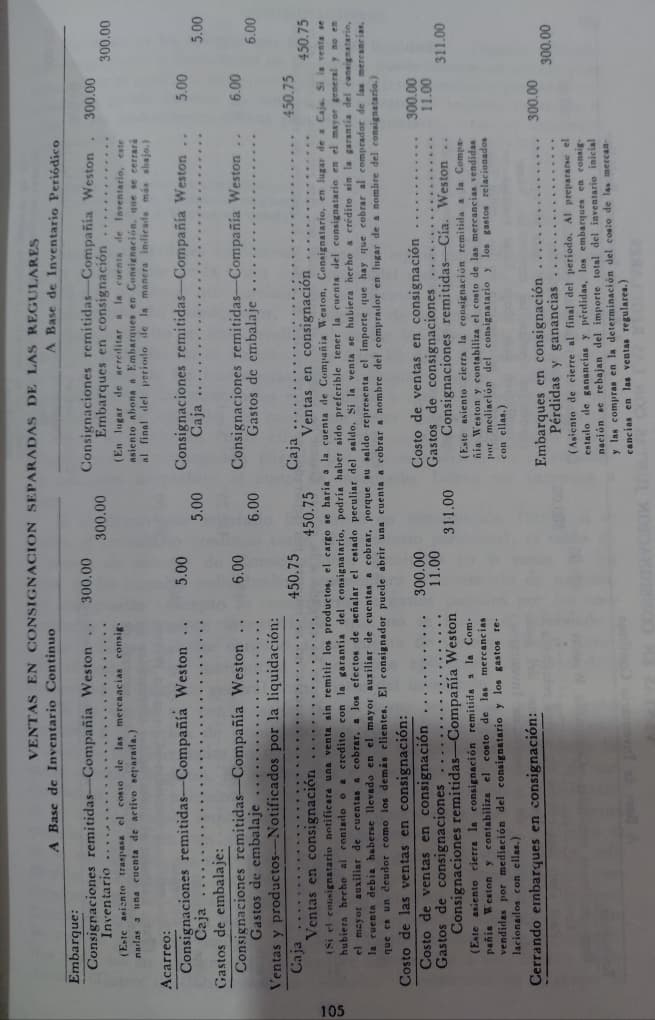 VENTAS EN CONSIGNACION SEPARADAS DE LAS REGULARES
A Base de Inventario Continuo
Embarque:
Consignaciones remitidas—Compañía Weston . . 300.00
Inventario . . . . . . . . . . . . . . . . . . . . . . . . . . . . . 300.00
(Este asiento traspasa el costo de las mercancías consig-
nadas a una cuenta de activo separada.)
Acarreo:
Consignaciones remitidas—Compañía Weston . . 5.00
Caja . . . . . . . . . . . . . . . . . . . . . . . . . . . . . . . . . 5.00
Gastos de embalaje:
Consignaciones remitidas—Compañía Weston . . 6.00
Gastos de embalaje . . . . . . . . . . . . . . . . . . . . . 6.00
Ventas y productos—Notificados por la liquidación:
Caja . . . . . . . . . . . . . . . . . . . . . . . . . . . . . . . . . . . . 450.75
Ventas en consignación . . . . . . . . . . . . . . . . . 450.75
A Base de Inventario Periódico
Consignaciones remitidas—Compañía Weston . 300.00
Embarques en consignación . . . . . . . . . . . . 300.00
(En lugar de acreditar a la cuenta de Inventario, este
asiento abona a Embarques en Consignación, que se cerrará
al final del período de la manera indicada más abajo.)
Consignaciones remitidas—Compañía Weston . . 5.00
Caja . . . . . . . . . . . . . . . . . . . . . . . . . . . . . . . . 5.00
Consignaciones remitidas—Compañía Weston . . 6.00
Gastos de embalaje . . . . . . . . . . . . . . . . . . . 6.00
Caja . . . . . . . . . . . . . . . . . . . . . . . . . . . . . . . . . . . 450.75
Ventas en consignación . . . . . . . . . . . . . . . 450.75
(Si el consignatario notificare una venta sin remitir los productos, el cargo se haría a la cuenta de Compañía Weston, Consignatario, en lugar de a Caja. Si la venta se
hubiera hecho al contado o a crédito con la garantía del consignatario, podría haber sido preferible tener la cuenta del consignatario en el mayor general y no en
el mayor auxiliar de cuentas a cobrar, a los efectos de señalar el estado peculiar del saldo. Si la venta se hubiera hecho a crédito sin la garantía del consignatario,
la cuenta debía haberse llevado en el mayor auxiliar de cuentas a cobrar, porque su saldo representa el importe que hay que cobrar al comprador de las mercancías,
que es un deudor como los demás clientes. El consignador puede abrir una cuenta a cobrar a nombre del comprador en lugar de a nombre del consignatario.)
Costo de las ventas en consignación:
Costo de ventas en consignación . . . . . . . . . . . 300.00
Gastos de consignaciones . . . . . . . . . . . . . . . . . . 11.00
Consignaciones remitidas—Compañía Weston 311.00
(Este asiento cierra la consignación remitida a la Com-
pañía Weston y contabiliza el costo de las mercancías
vendidas por mediación del consignatario y los gastos re-
lacionados con ellas.)
Cerrando embarques en consignación:
Costo de ventas en consignación . . . . . . . . . . . 300.00
Gastos de consignaciones . . . . . . . . . . . . . . . . . 11.00
Consignaciones remitidas—Cía. Weston . . 311.00
(Este asiento cierra la consignación remitida a la Compa-
ñía Weston y contabiliza el costo de las mercancías vendidas
por mediación del consignatario y los gastos relacionados
con ellas.)
Embarques en consignación . . . . . . . . . . . . . . . . 300.00
Pérdidas y ganancias . . . . . . . . . . . . . . . . . 300.00
(Asiento de cierre al final del período. Al prepararse el
estado de ganancias y pérdidas, los embarques en consig-
nación se rebajan del importe total del inventario inicial
y las compras en la determinación del costo de las mercan-
cancías en las ventas regulares.)
105